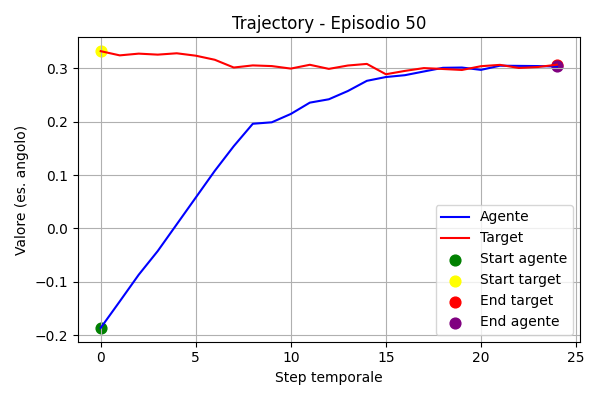 Trajectory - Episodio 50
Valore (es. angolo)
0.3
0.2
0.1
0.0
−0.1
−0.2
0
5
10
15
20
25
Step temporale
Agente
Target
Start agente
Start target
End target
End agente